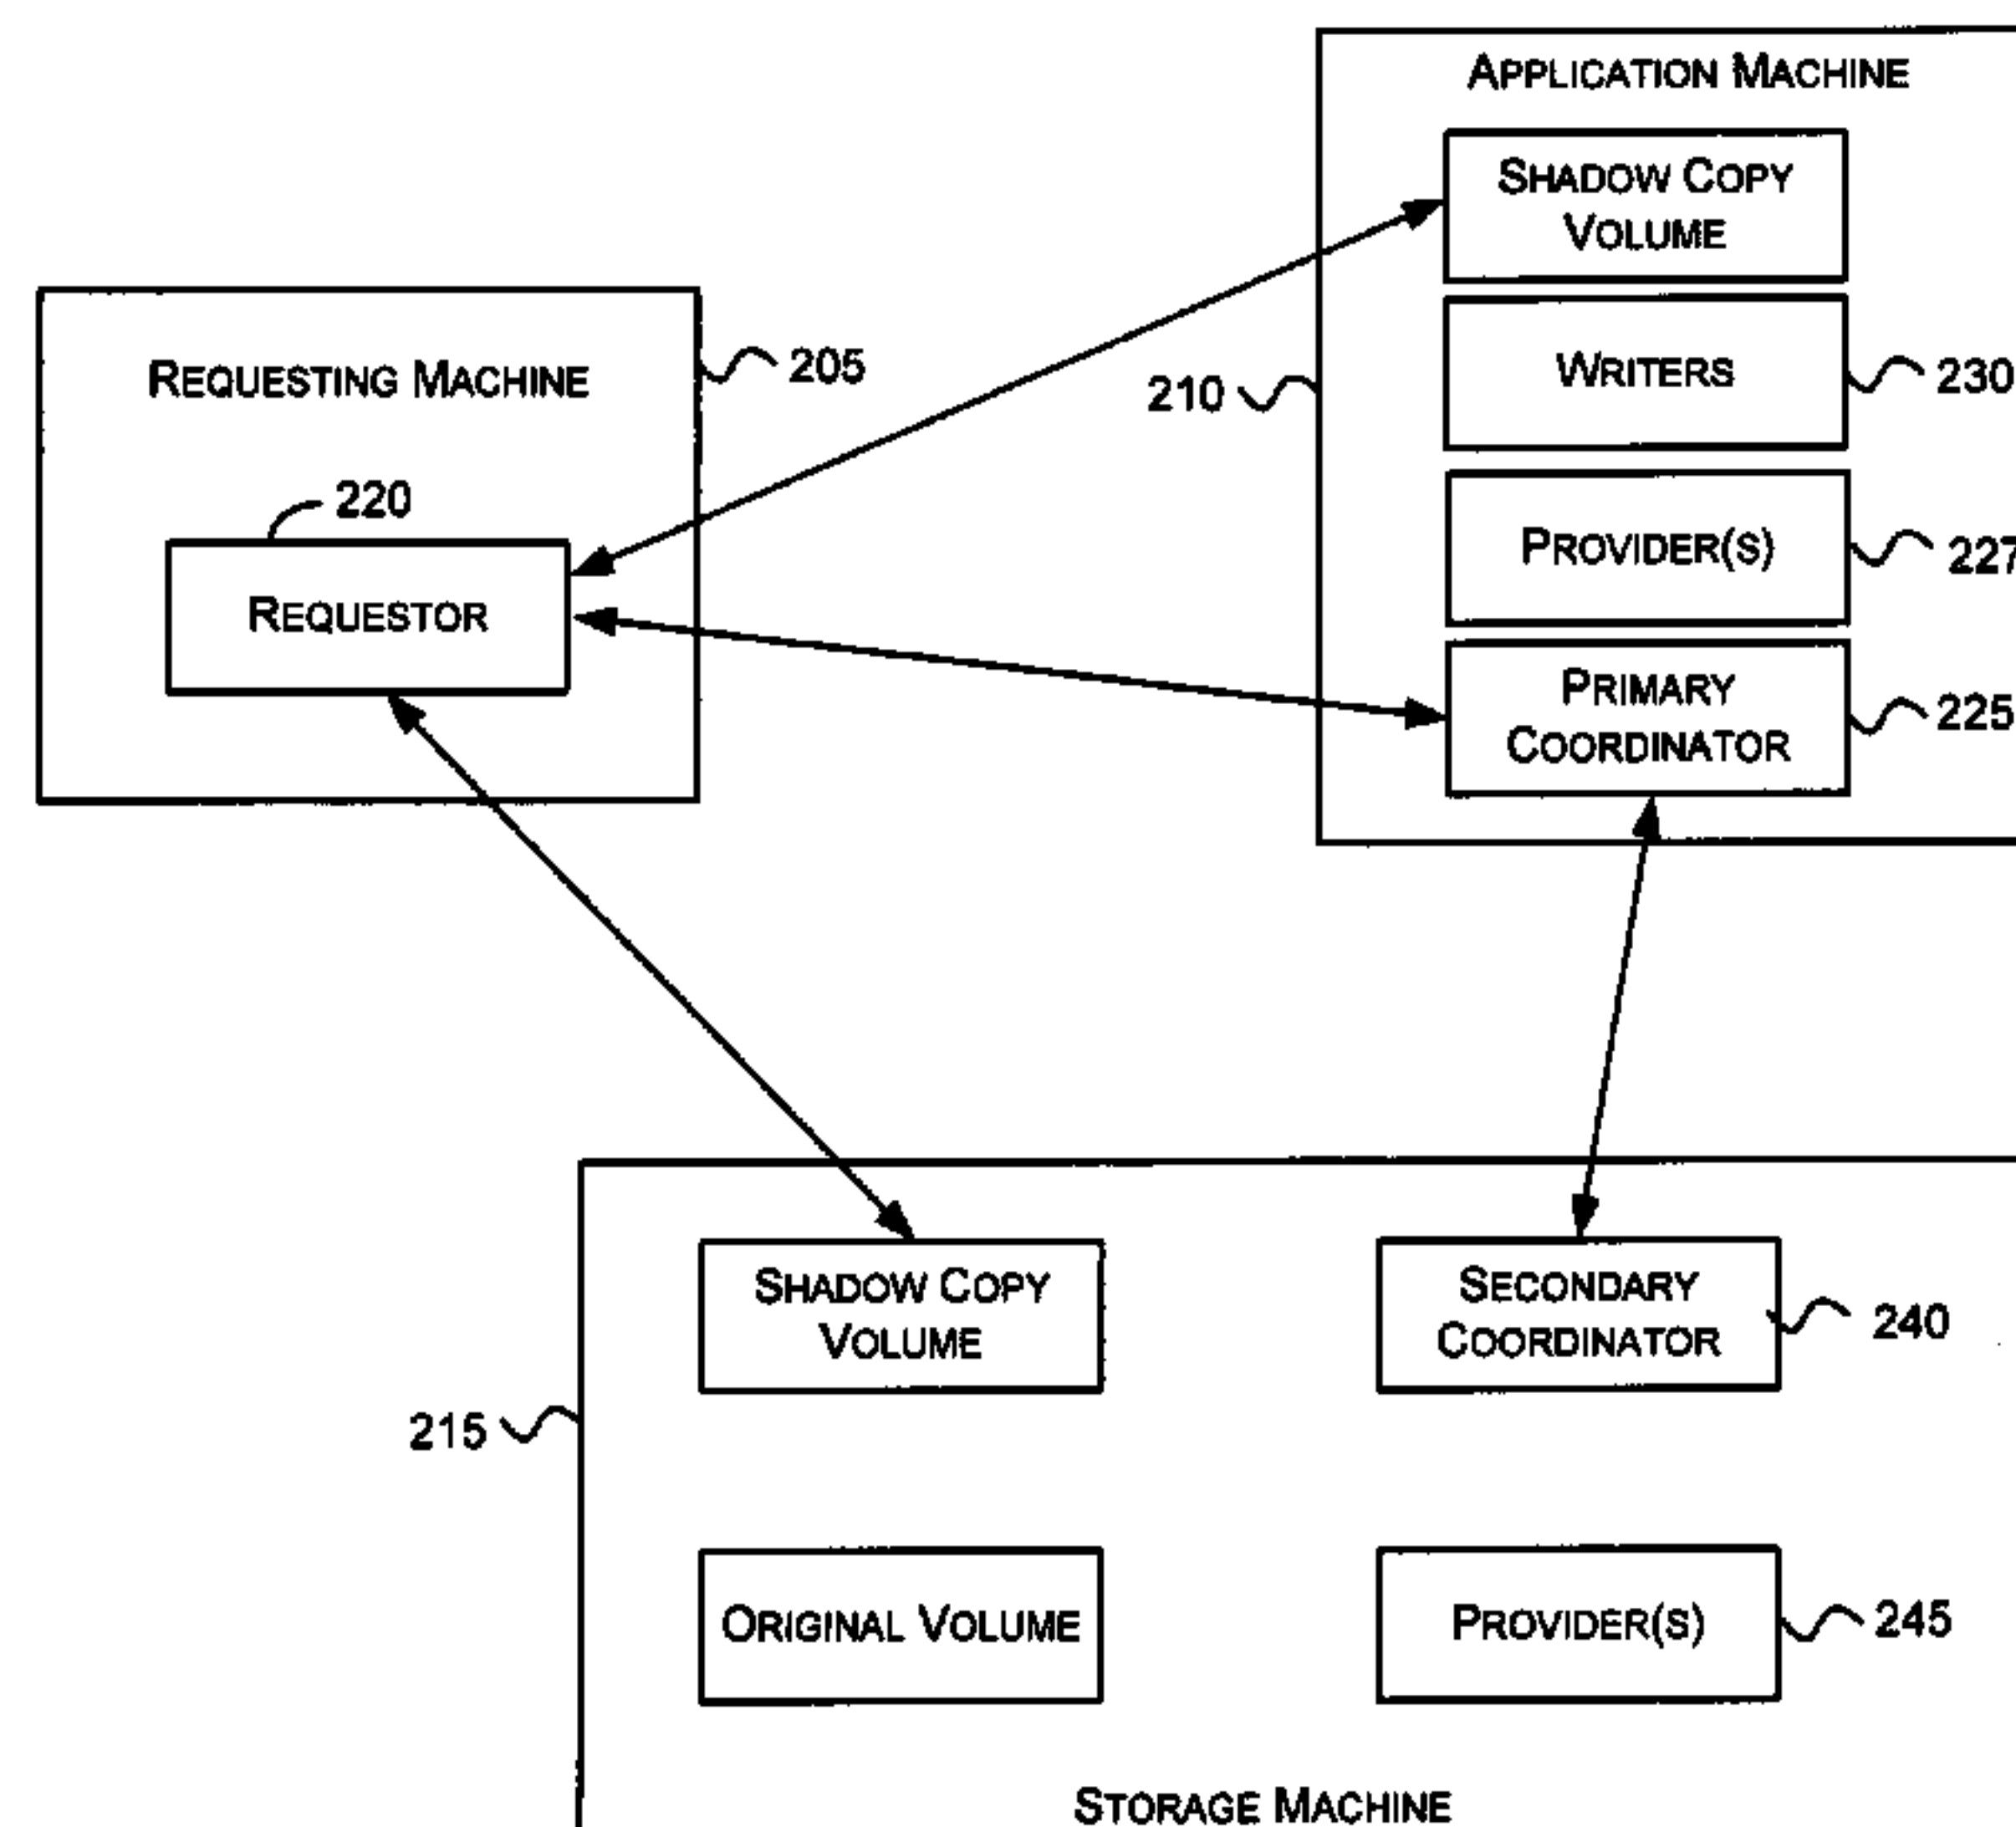 APPLICATION MACHINE
SHADOW COPY
VOLUME
WRITERS
230
PROVIDER(S)
227
PRIMARY
COORDINATOR
225
210
REQUESTING MACHINE
205
220
REQUESTOR
SHADOW COPY
VOLUME
SECONDARY
COORDINATOR
240
215
ORIGINAL VOLUME
PROVIDER(S)
245
STORAGE MACHINE